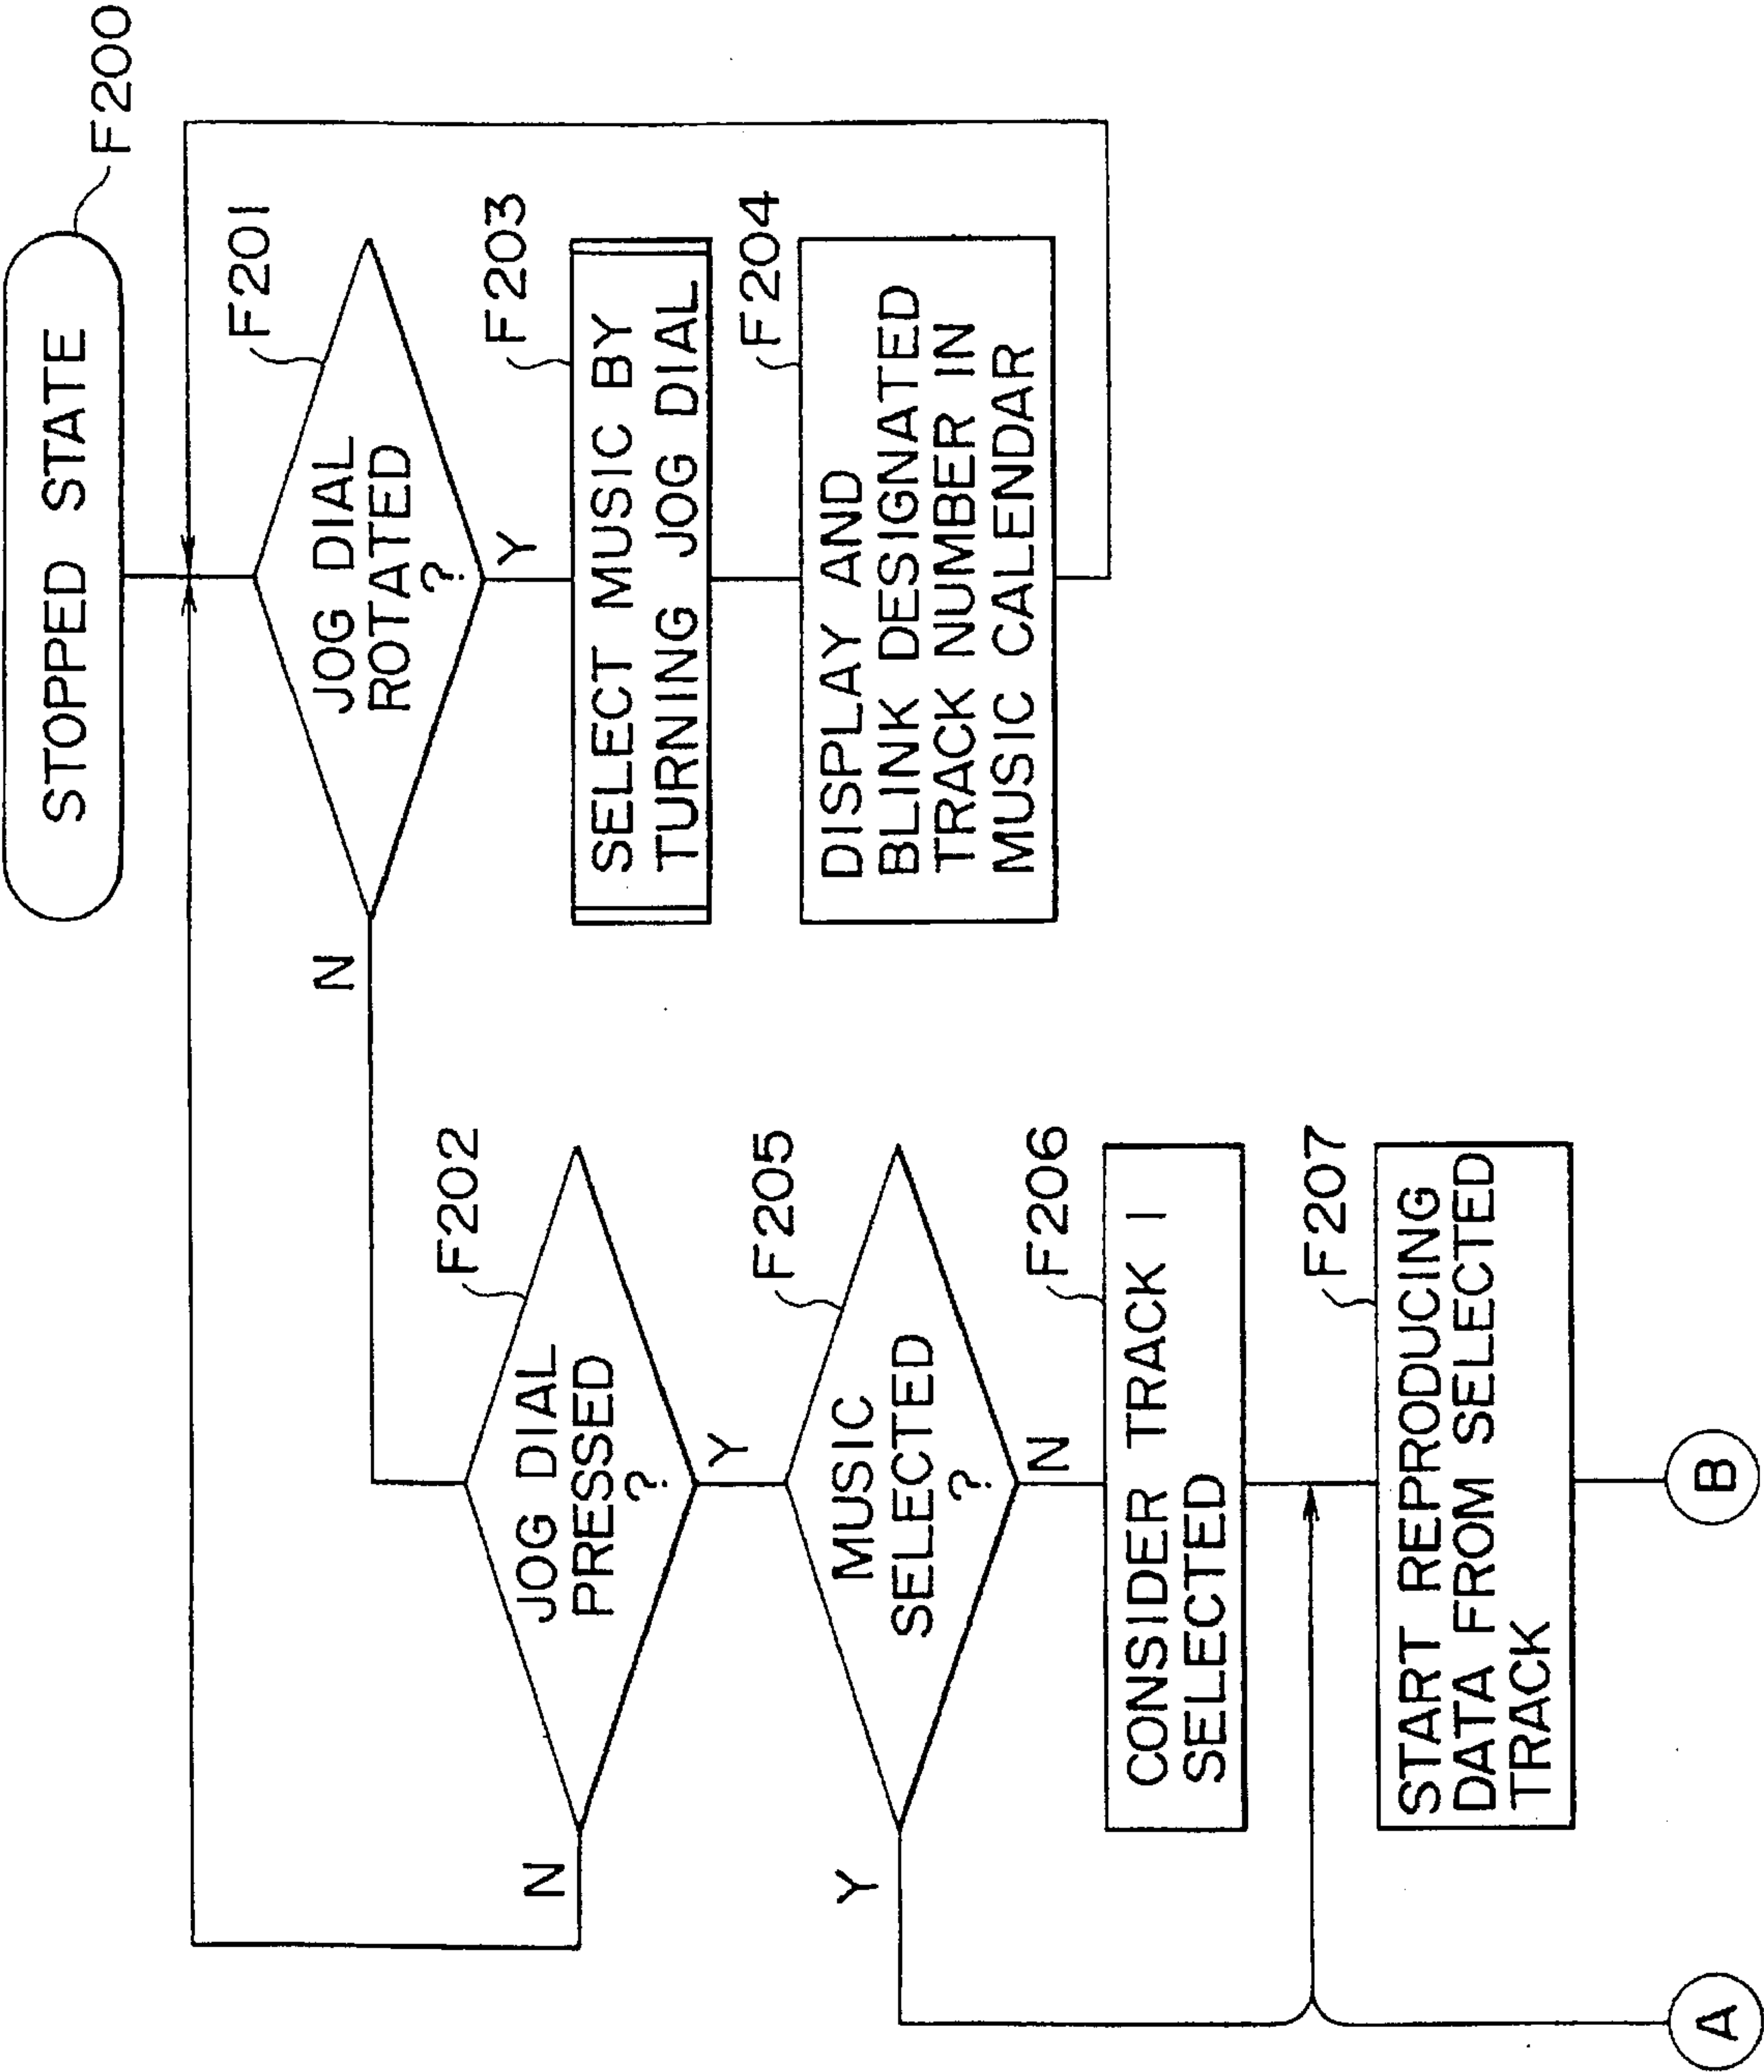 STOPPED STATE
F200
JOG DIAL
ROTATED
?
F201
N
Y
SELECT MUSIC BY
TURNING JOG DIAL
F203
DISPLAY AND
BLINK DESIGNATED
TRACK NUMBER IN
MUSIC CALENDAR
F204
JOG DIAL
PRESSED
?
F202
N
Y
MUSIC
SELECTED
?
F205
Y
N
CONSIDER TRACK 1
SELECTED
F206
START REPRODUCING
DATA FROM SELECTED
TRACK
F207
A
B